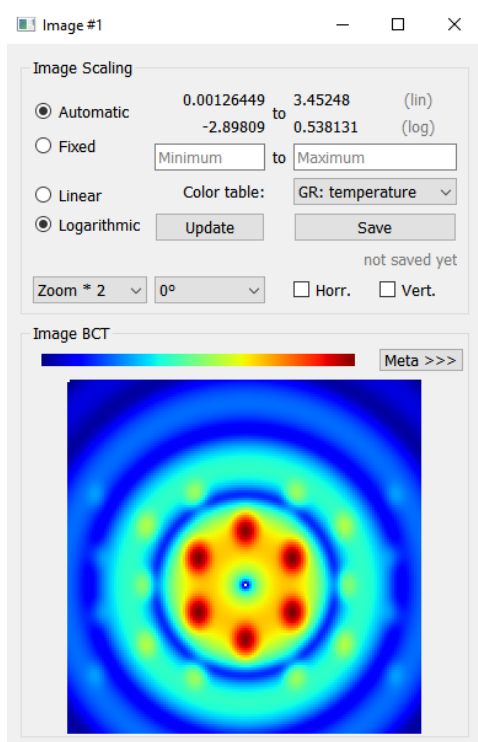 Image #1
Image Scaling
Automatic 0.00126449 to 3.45248 (lin)
-2.89809 0.538131 (log)
Fixed
Minimum to Maximum
Linear Color table: GR: temperature
Logarithmic Update Save
not saved yet
Zoom * 2 0° Horr. Vert.
Image BCT
Meta >>>